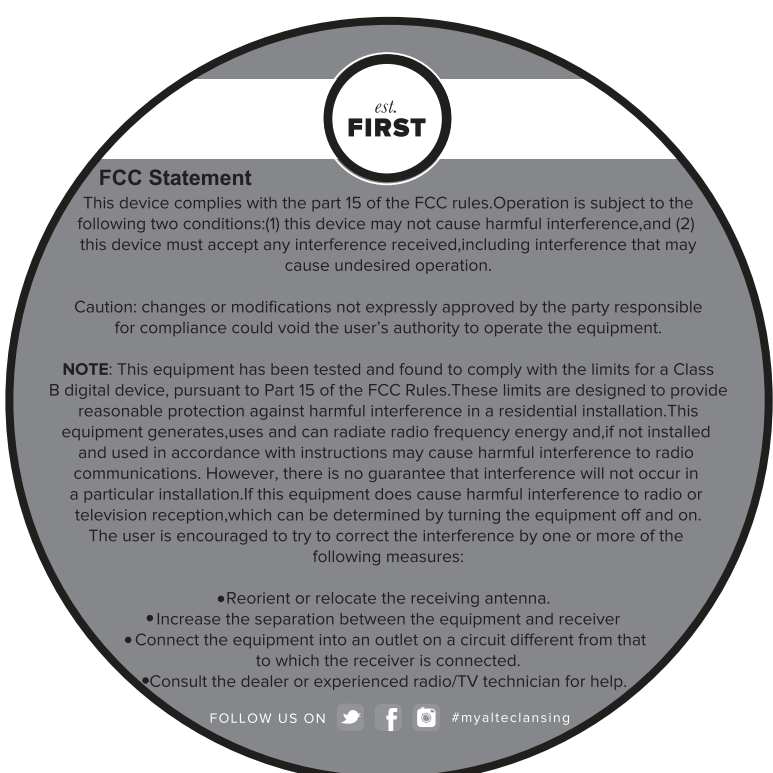 est.
FIRST
FCC Statement
This device complies with the part 15 of the FCC rules.Operation is subject to the
following two conditions:(1) this device may not cause harmful interference,and (2)
this device must accept any interference received,including interference that may
cause undesired operation.
Caution: changes or modifications not expressly approved by the party responsible
for compliance could void the user's authority to operate the equipment.
NOTE: This equipment has been tested and found to comply with the limits for a Class
B digital device, pursuant to Part 15 of the FCC Rules.These limits are designed to provide
reasonable protection against harmful interference in a residential installation.This
equipment generates,uses and can radiate radio frequency energy and,if not installed
and used in accordance with instructions may cause harmful interference to radio
communications. However, there is no guarantee that interference will not occur in
a particular installation.If this equipment does cause harmful interference to radio or
television reception,which can be determined by turning the equipment off and on.
The user is encouraged to try to correct the interference by one or more of the
following measures:
•Reorient or relocate the receiving antenna.
•Increase the separation between the equipment and receiver
•Connect the equipment into an outlet on a circuit different from that
to which the receiver is connected.
•Consult the dealer or experienced radio/TV technician for help.
FOLLOW US ON #myalteclansing